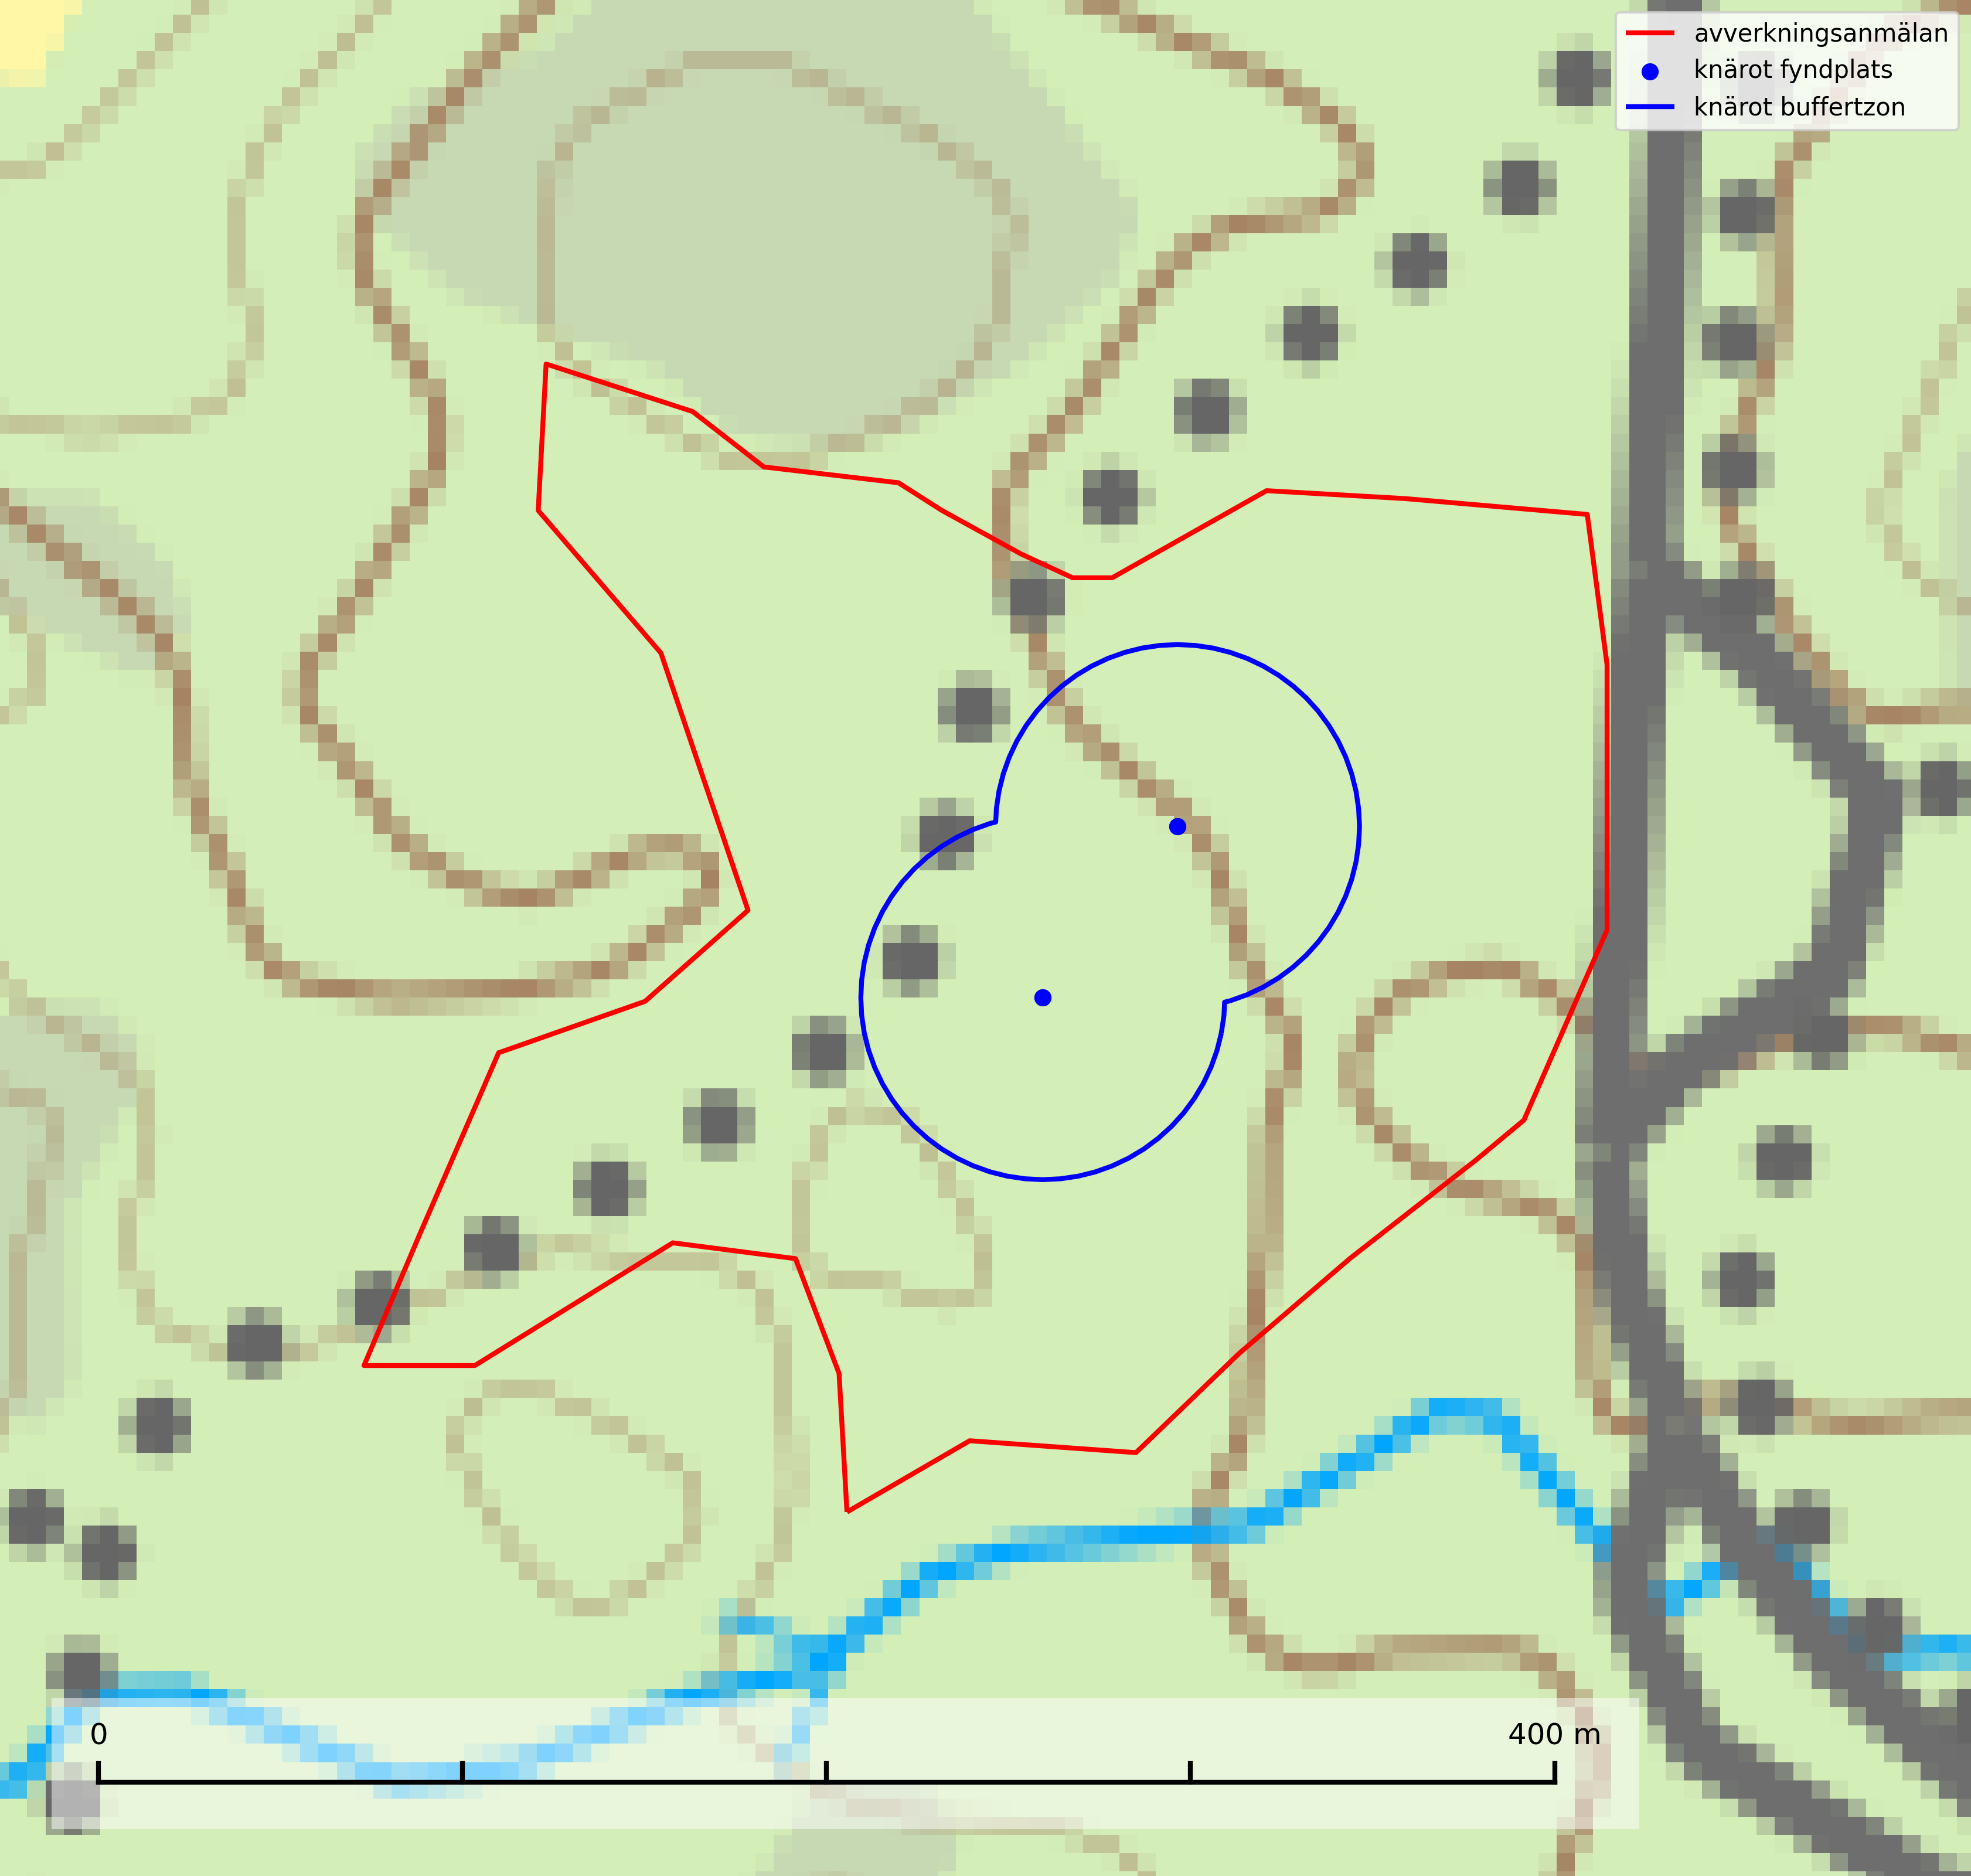 avverkningsanmälan
knärot fyndplats
knärot buffertzon
0 400 m